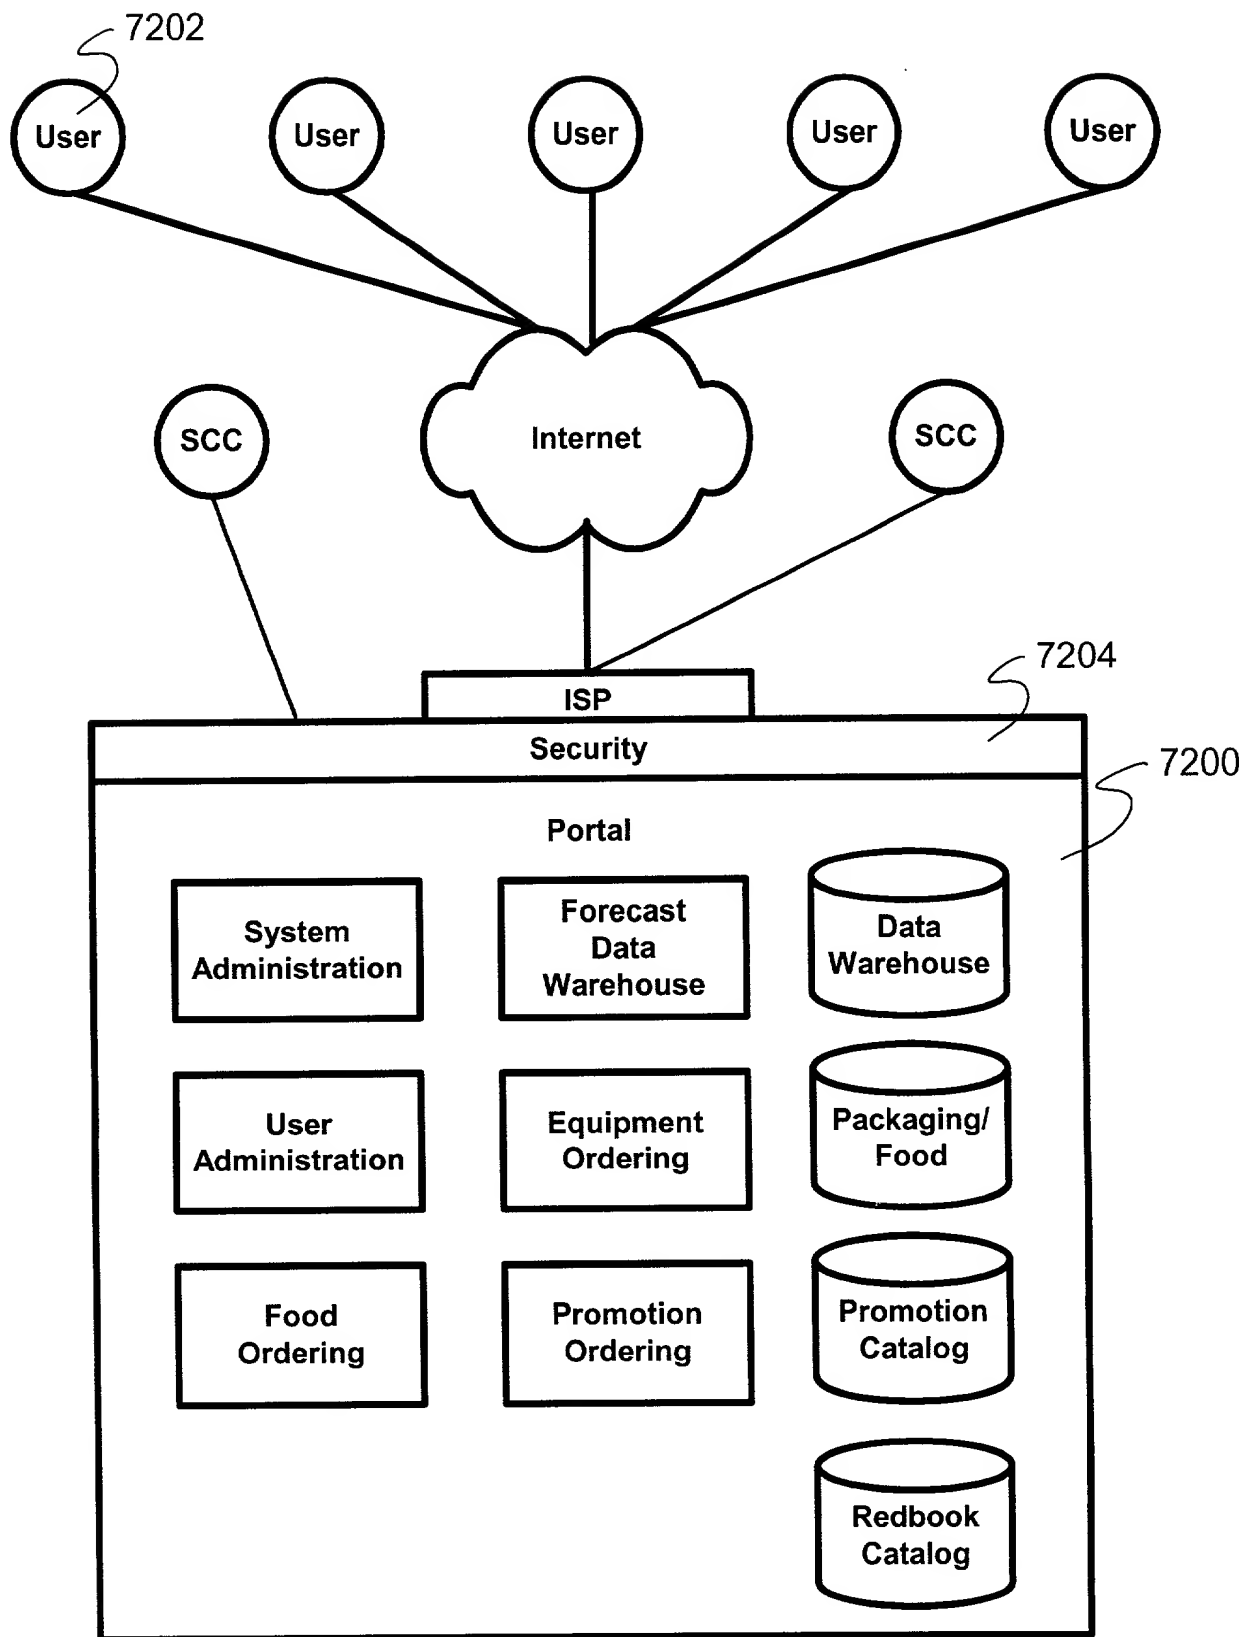 7202
User
User
User
User
User
SCC
Internet
SCC
7204
ISP
Security
7200
Portal
System
Administration
Forecast
Data
Warehouse
Data
Warehouse
User
Administration
Equipment
Ordering
Packaging/
Food
Food
Ordering
Promotion
Ordering
Promotion
Catalog
Redbook
Catalog